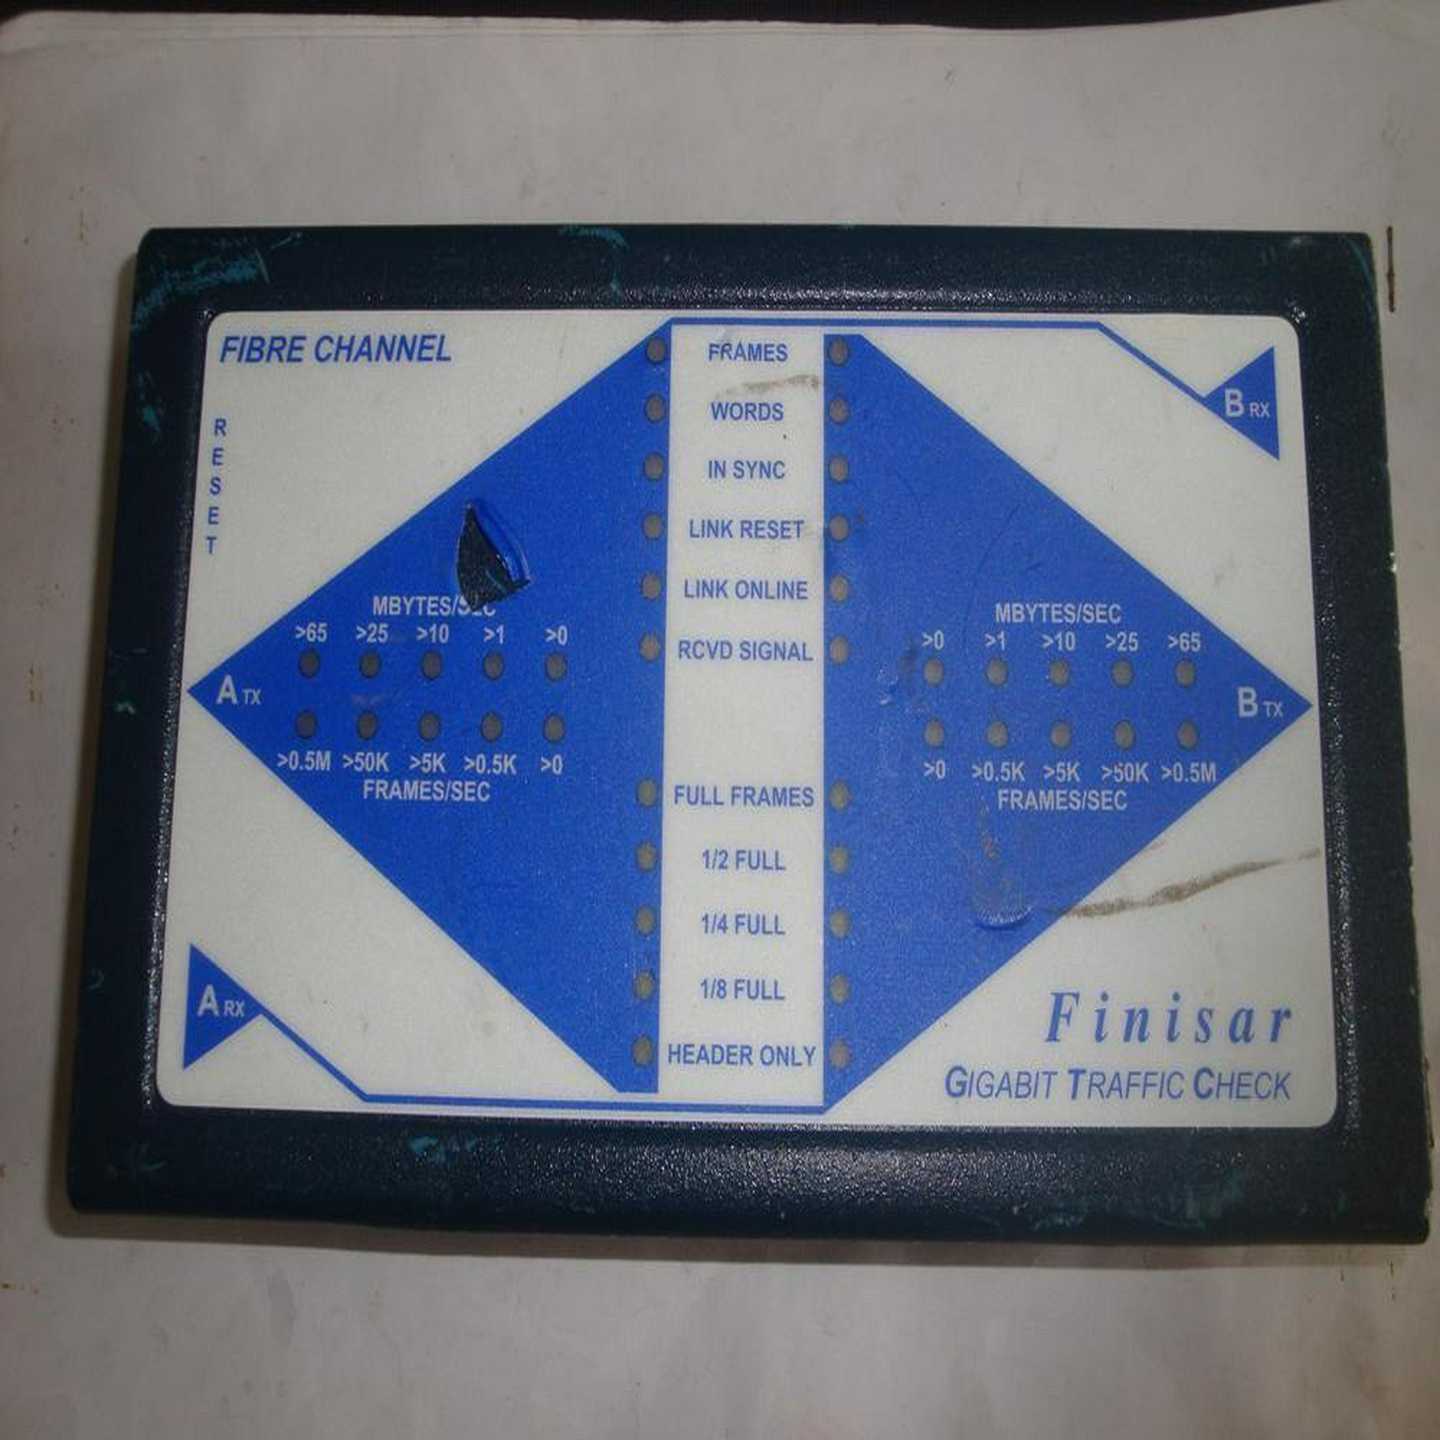 FIBRE CHANNEL
RESET
FRAMES
WORDS
IN SYNC
LINK RESET
LINK ONLINE
RCVD SIGNAL
FULL FRAMES
1/2 FULL
1/4 FULL
1/8 FULL
HEADER ONLY
MBYTES/SEC
>65 >25 >10 >1 >0
A TX
>0.5M >50K >5K >0.5K >0
FRAMES/SEC
A RX
B RX
MBYTES/SEC
>0 >1 >10 >25 >65
B TX
>0 >0.5K >5K >50K >0.5M
FRAMES/SEC
Finisar
GIGABIT TRAFFIC CHECK